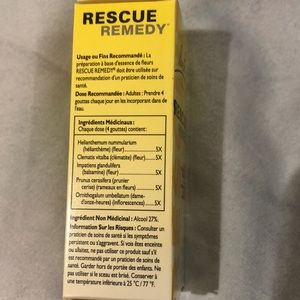 RESCUE
REMEDY®
Usage ou Fins Recommandé : La
préparation à base d'essence de fleurs
RESCUE REMEDY® doit être utilisée sur
recommandation d'un praticien de soins de
santé.
Dose Recommandée : Adultes : Prendre 4
gouttes chaque jour en les incorporant dans de
l'eau.
Ingrédients Médicinaux :
Chaque dose (4 gouttes) contient:
Helianthemum nummularium
(hélianthème) (fleur)..........5X
Clematis vitalba (clématite) (fleur).....5X
Impatiens glandulifera
(balsamine) (fleur)..........5X
Prunus cerasifera (prunier
cerise) (rameaux en fleurs)..........5X
Ornithogalum umbellatum (dame-
d'onze-heures) (inflorescences)..........5X
Ingrédient Non Médicinal : Alcool 27%.
Information Sur les Risques : Consultez un
praticien de soins de santé si les symptômes
persistent ou s'aggravent. Si vous êtes enceinte
ou allaitez, ne pas utiliser ce produit sauf s'il
est recommandé par un praticien de soins de
santé. Garder hors de portée des enfants. Ne
pas utiliser si le sceau est brisé. Conserver à
une température inférieure à 25 °C / 77 °F.